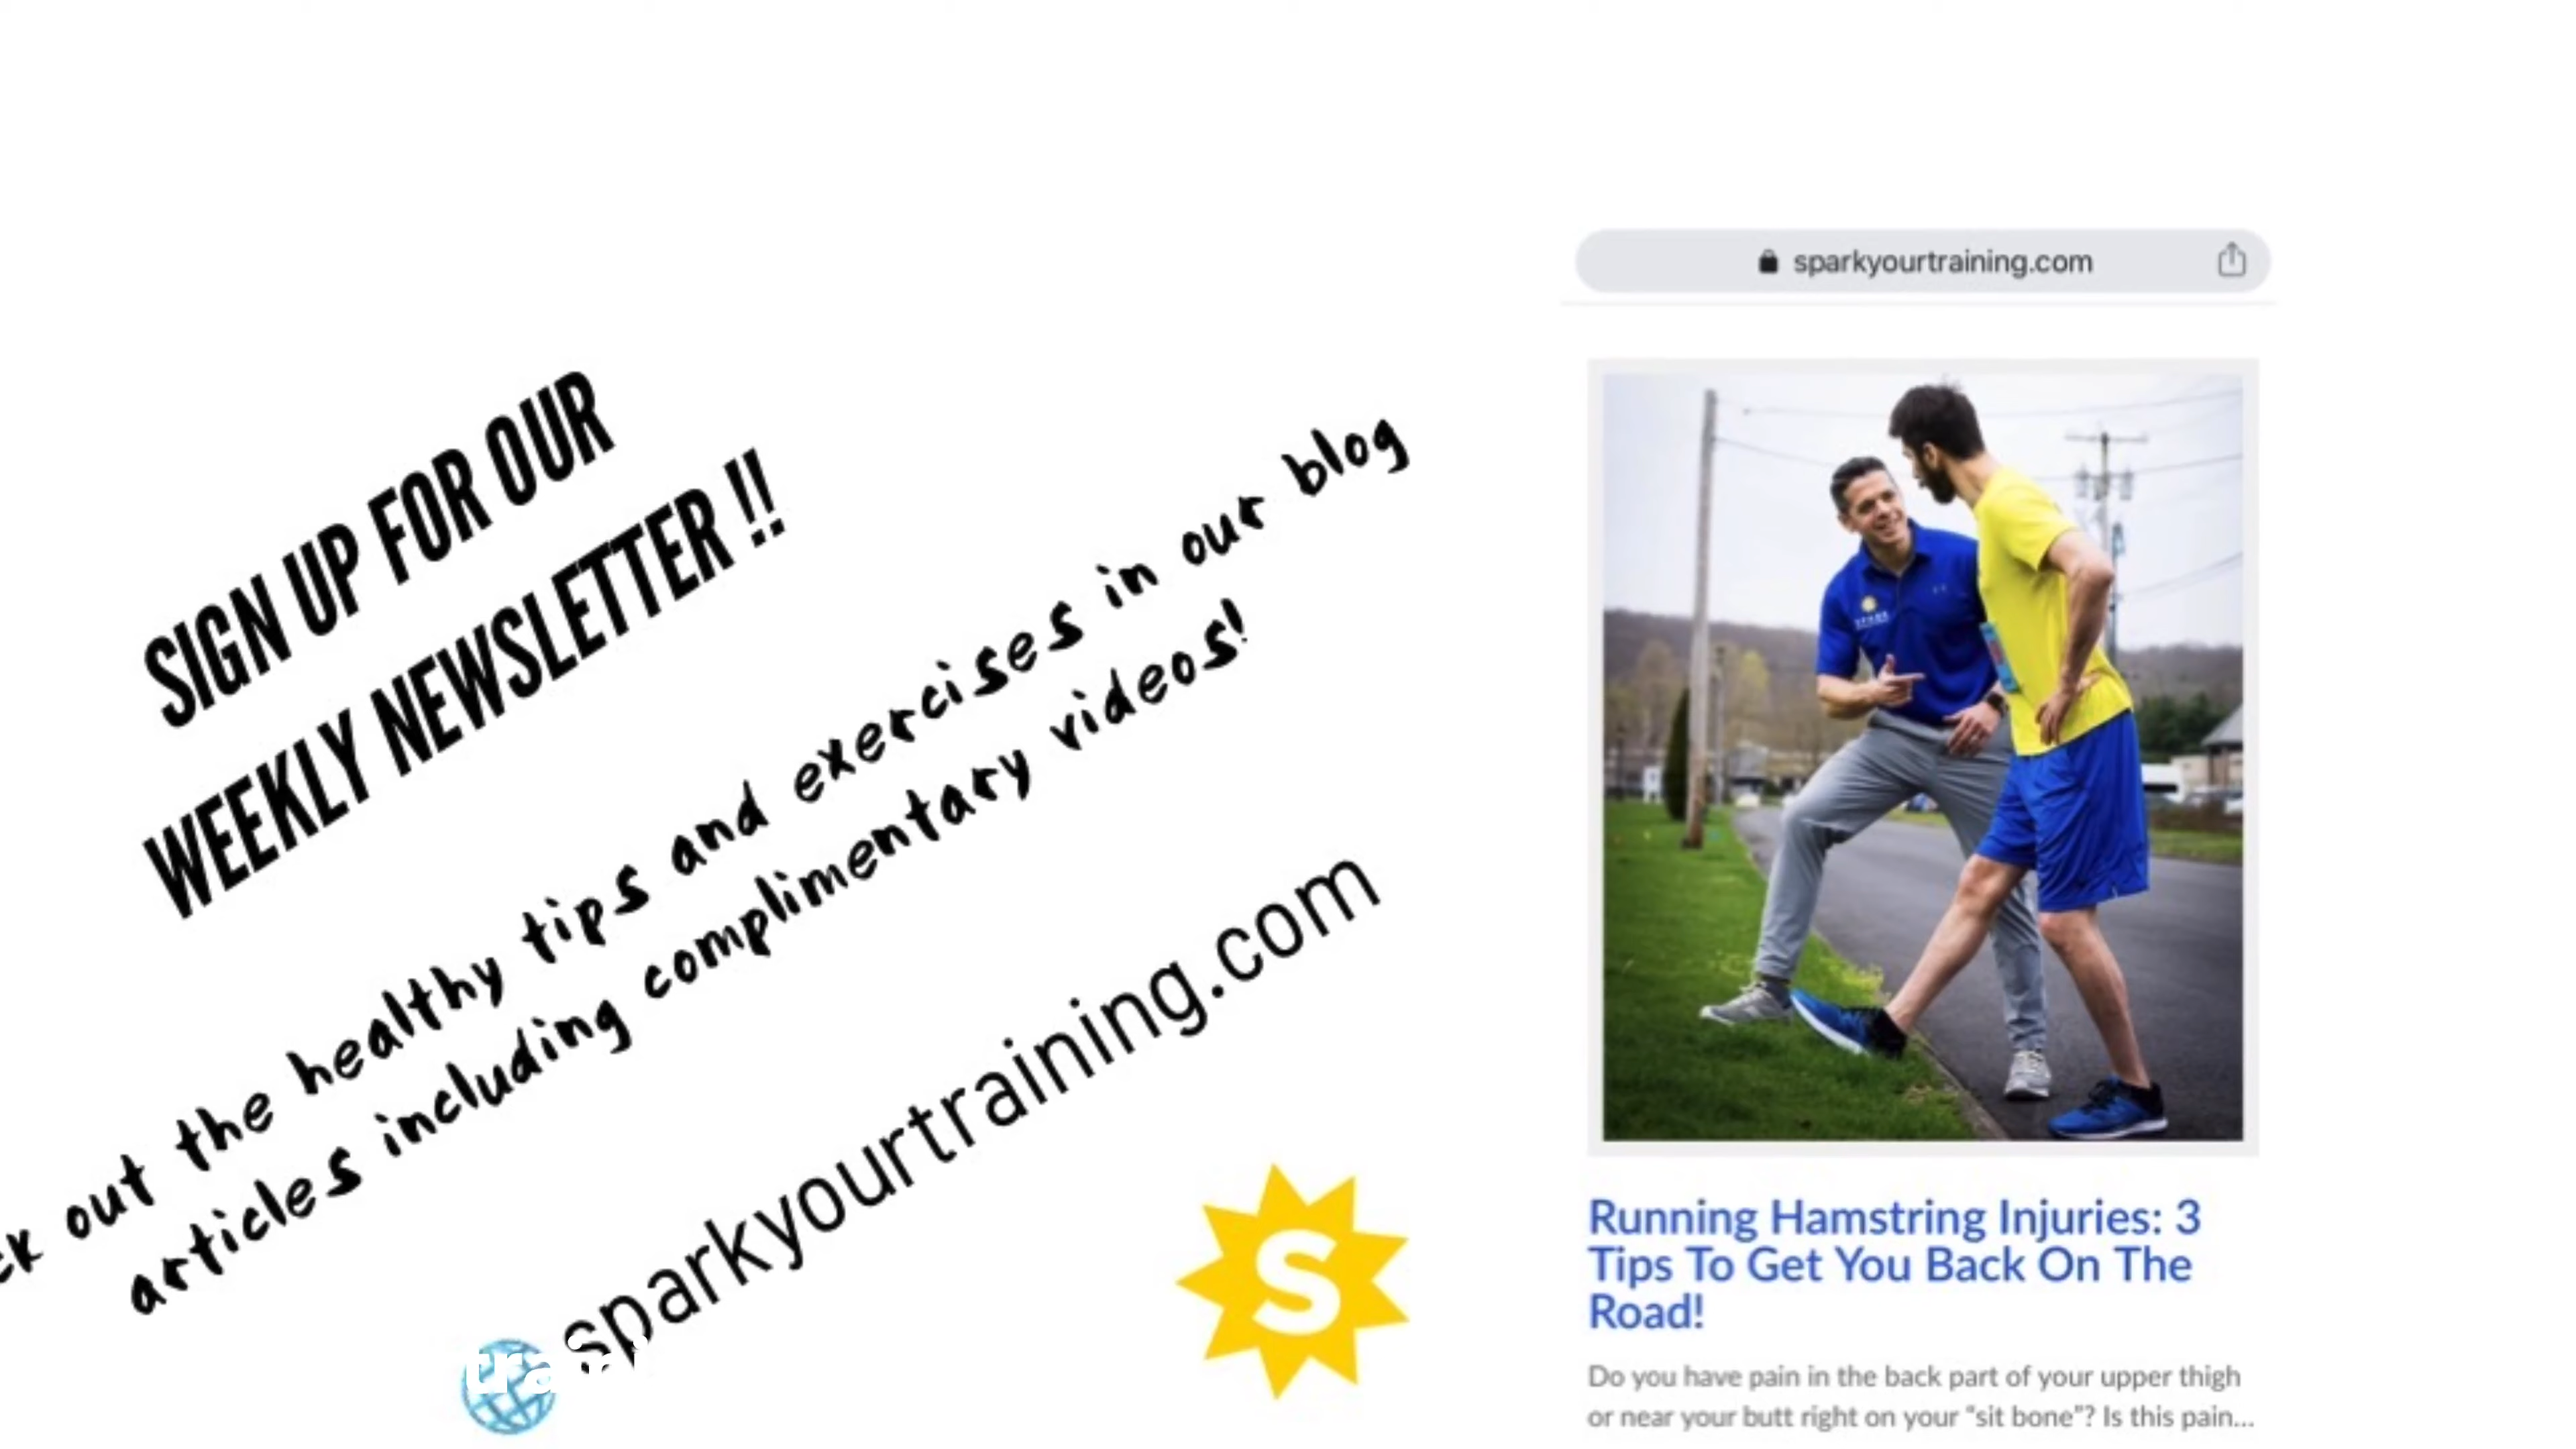 SIGN UP FOR OUR
WEEKLY NEWSLETTER !!
out the healthy tips and exercises in our blog
articles including complimentary videos!
sparkyourtraining.com
S
sparkyourtraining.com
Running Hamstring Injuries: 3
Tips To Get You Back On The
Road!
Do you have pain in the back part of your upper thigh
or near your butt right on your “sit bone”? Is this pain...